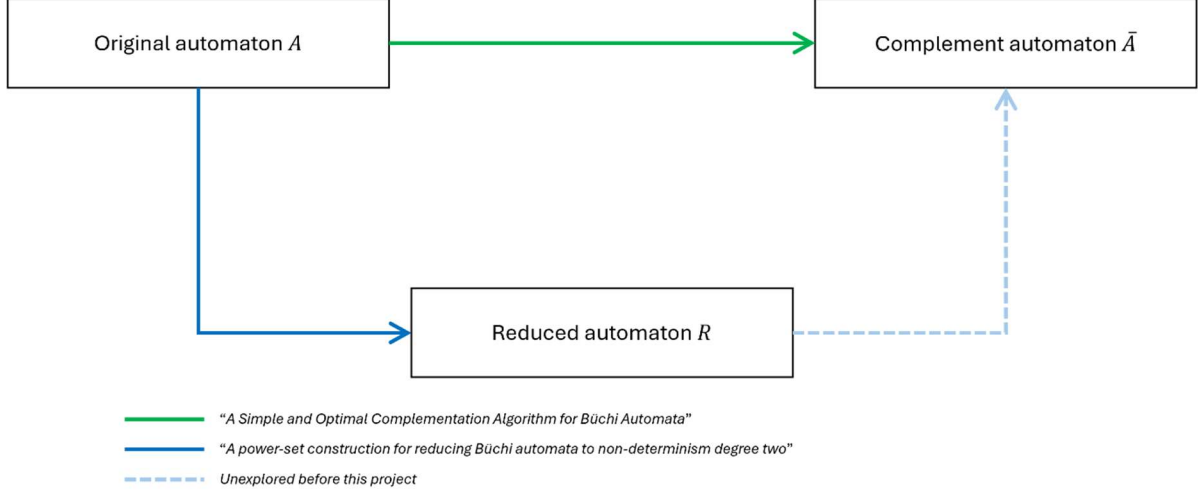 Original automaton A
Complement automaton Ā
Reduced automaton R
“A Simple and Optimal Complementation Algorithm for Büchi Automata”
“A power-set construction for reducing Büchi automata to non-determinism degree two”
Unexplored before this project